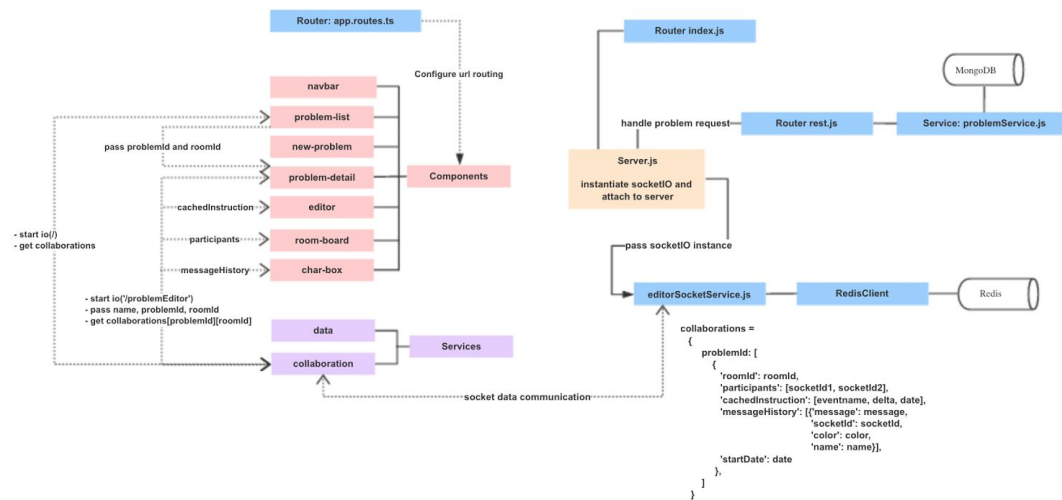 Router: app.routes.ts
Configure url routing
navbar
problem-list
pass problemId and roomId
new-problem
problem-detail
Components
cachedInstruction
editor
participants
room-board
messageHistory
char-box
- start io(/)
- get collaborations
- start io('/problemEditor')
- pass name, problemId, roomId
- get collaborations[problemId][roomId]
data
Services
collaboration
socket data communication
Router index.js
MongoDB
handle problem request
Router rest.js
Service: problemService.js
Server.js
instantiate socketIO and
attach to server
pass socketIO instance
editorSocketService.js
RedisClient
Redis
collaborations =
{
problemId: [
{
'roomId': roomId,
'participants': [socketId1, socketId2],
'cachedInstruction': [eventname, delta, date],
'messageHistory': [{'message': message,
'socketId': socketId,
'color': color,
'name': name}],
'startDate': date
},
]
}